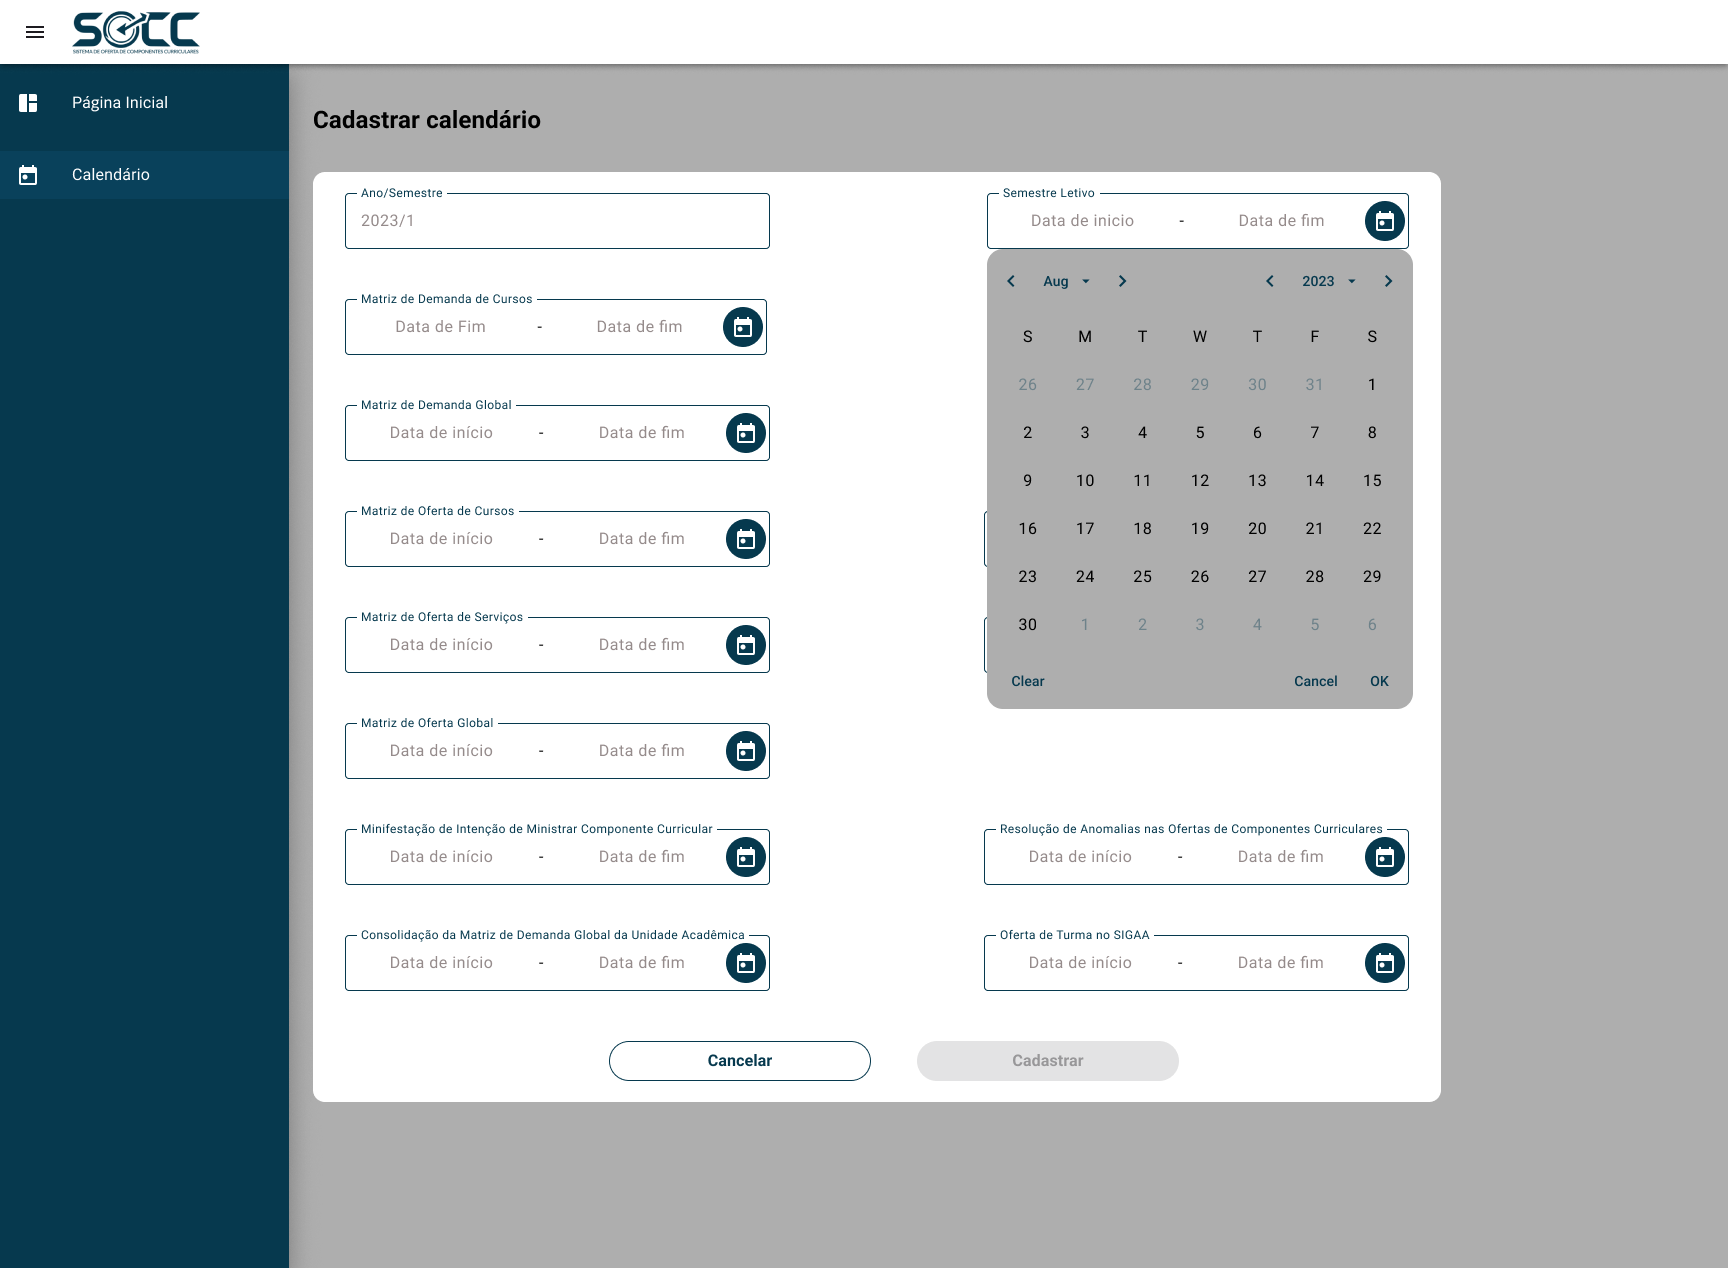 SOCC
SISTEMA DE OFERTA DE COMPONENTES CURRICULARES
Página Inicial
Calendário
Cadastrar calendário
Ano/Semestre
2023/1
Semestre Letivo
Data de inicio - Data de fim
Aug 2023
S M T W T F S
26 27 28 29 30 31 1
2 3 4 5 6 7 8
9 10 11 12 13 14 15
16 17 18 19 20 21 22
23 24 25 26 27 28 29
30 1 2 3 4 5 6
Clear Cancel OK
Matriz de Demanda de Cursos
Data de Fim - Data de fim
Matriz de Demanda Global
Data de início - Data de fim
Matriz de Oferta de Cursos
Data de início - Data de fim
Matriz de Oferta de Serviços
Data de início - Data de fim
Matriz de Oferta Global
Data de início - Data de fim
Minifestação de Intenção de Ministrar Componente Curricular
Data de início - Data de fim
Resolução de Anomalias nas Ofertas de Componentes Curriculares
Data de início - Data de fim
Consolidação da Matriz de Demanda Global da Unidade Acadêmica
Data de início - Data de fim
Oferta de Turma no SIGAA
Data de início - Data de fim
Cancelar
Cadastrar